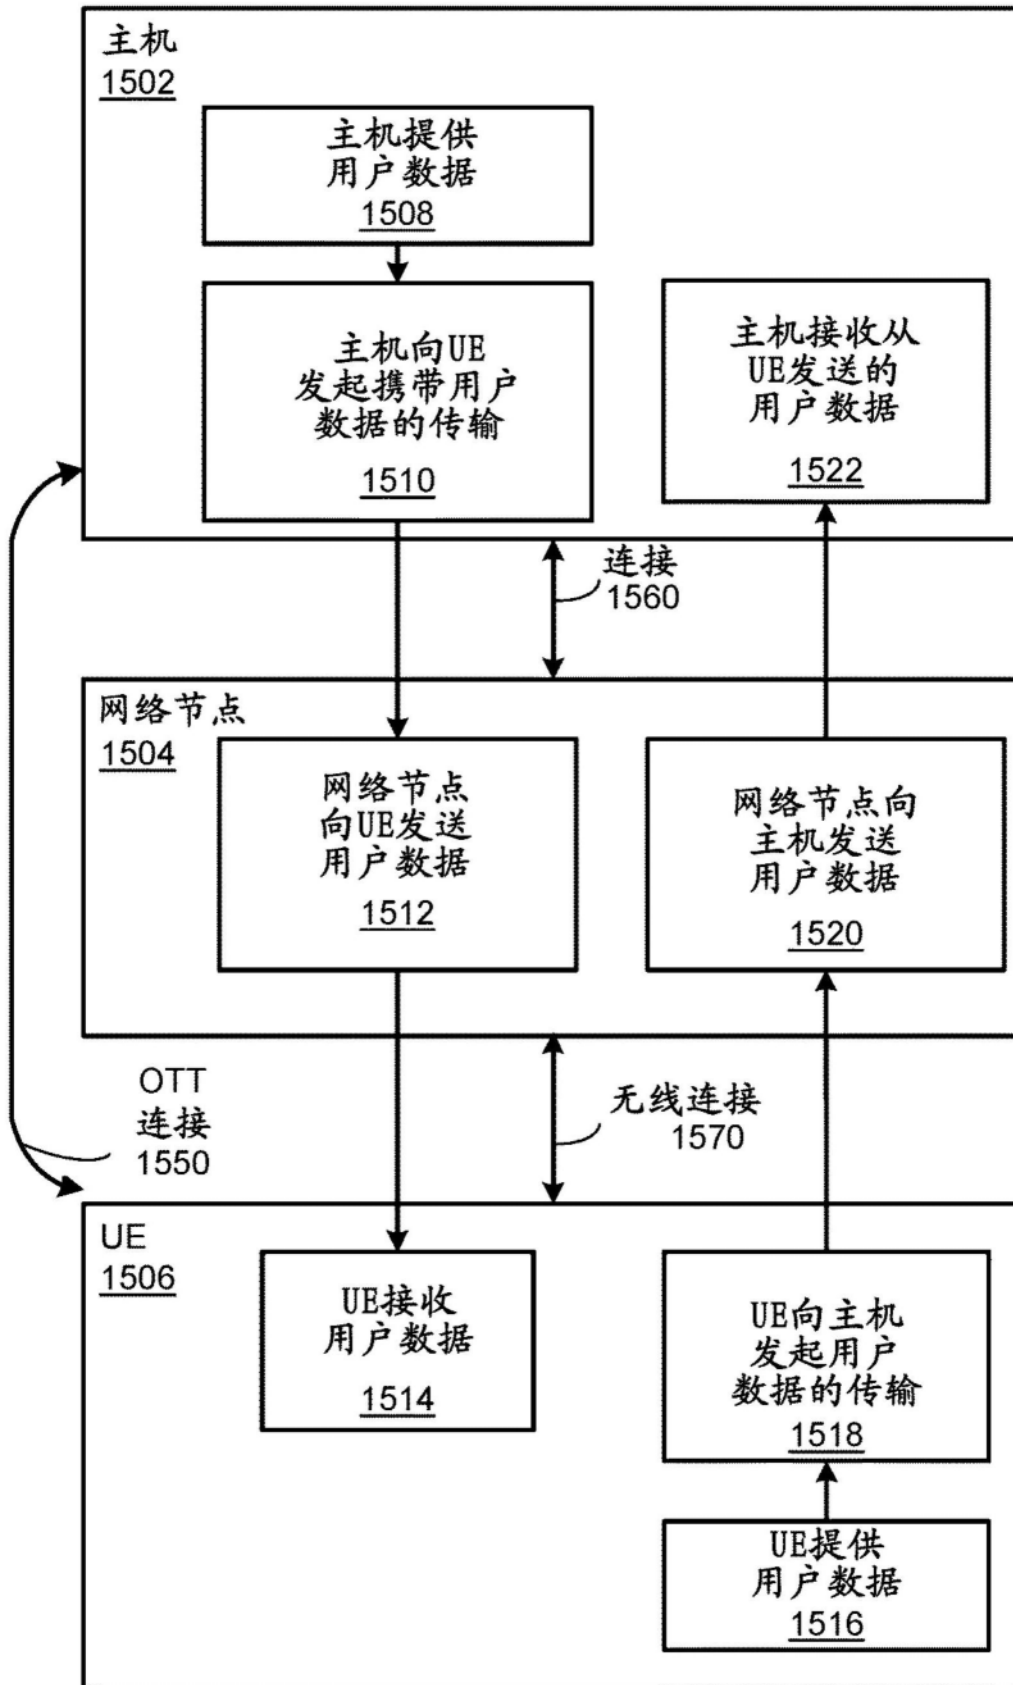 主机
1502
主机提供
用户数据
1508
主机向UE
发起携带用户
数据的传输
1510
主机接收从
UE发送的
用户数据
1522
连接
1560
网络节点
1504
网络节点
向UE发送
用户数据
1512
网络节点向
主机发送
用户数据
1520
OTT
连接
1550
无线连接
1570
UE
1506
UE接收
用户数据
1514
UE向主机
发起用户
数据的传输
1518
UE提供
用户数据
1516